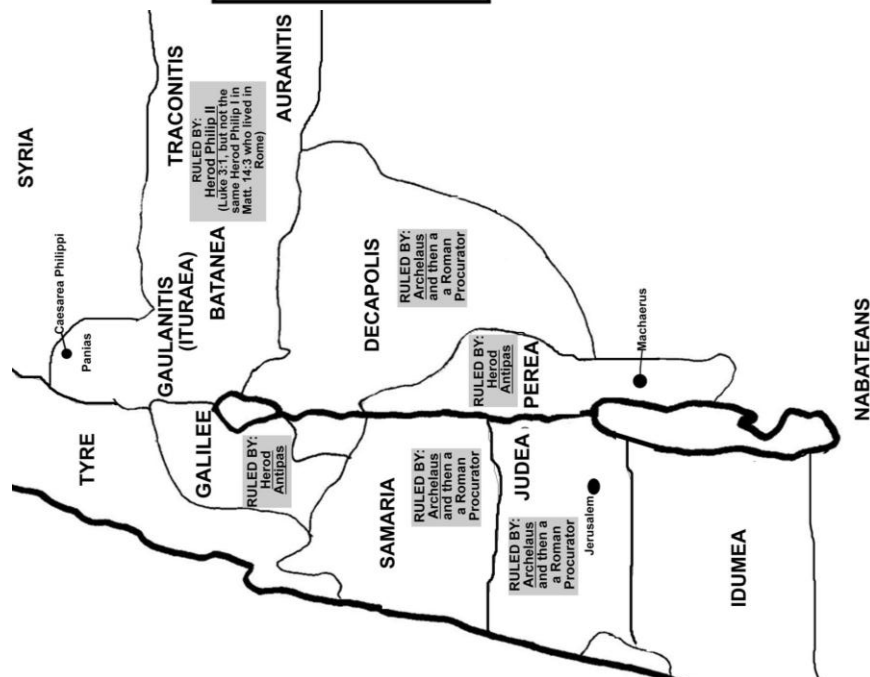 SYRIA
Caesarea Philippi
Panias
TRACONITIS
AURANITIS
RULED BY:
Herod Philip II
(Luke 3:1, but not the
same Herod Philip I in
Matt. 14:3 who lived in
Rome)
GAULANITIS
(ITURAEA)
BATANEA
TYRE
GALILEE
RULED BY:
Herod
Antipas
DECAPOLIS
RULED BY:
Archelaus
and then a
a Roman
Procurator
RULED BY:
Herod
Antipas
PEREA
Machaerus
SAMARIA
RULED BY:
Archelaus
and then a
a Roman
Procurator
JUDEA
RULED BY:
Archelaus
and then a
a Roman
Procurator
Jerusalem
IDUMEA
NABATEANS